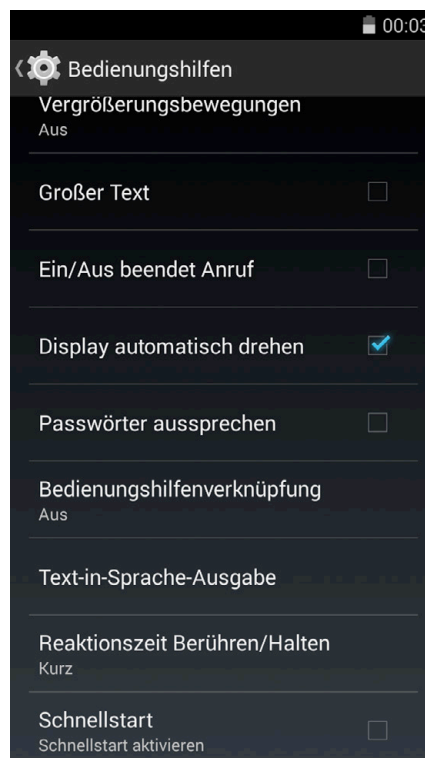 00:03
Bedienungshilfen
Vergrößerungsbewegungen
Aus
Großer Text
Ein/Aus beendet Anruf
Display automatisch drehen
Passwörter aussprechen
Bedienungshilfenverknüpfung
Aus
Text-in-Sprache-Ausgabe
Reaktionszeit Berühren/Halten
Kurz
Schnellstart
Schnellstart aktivieren